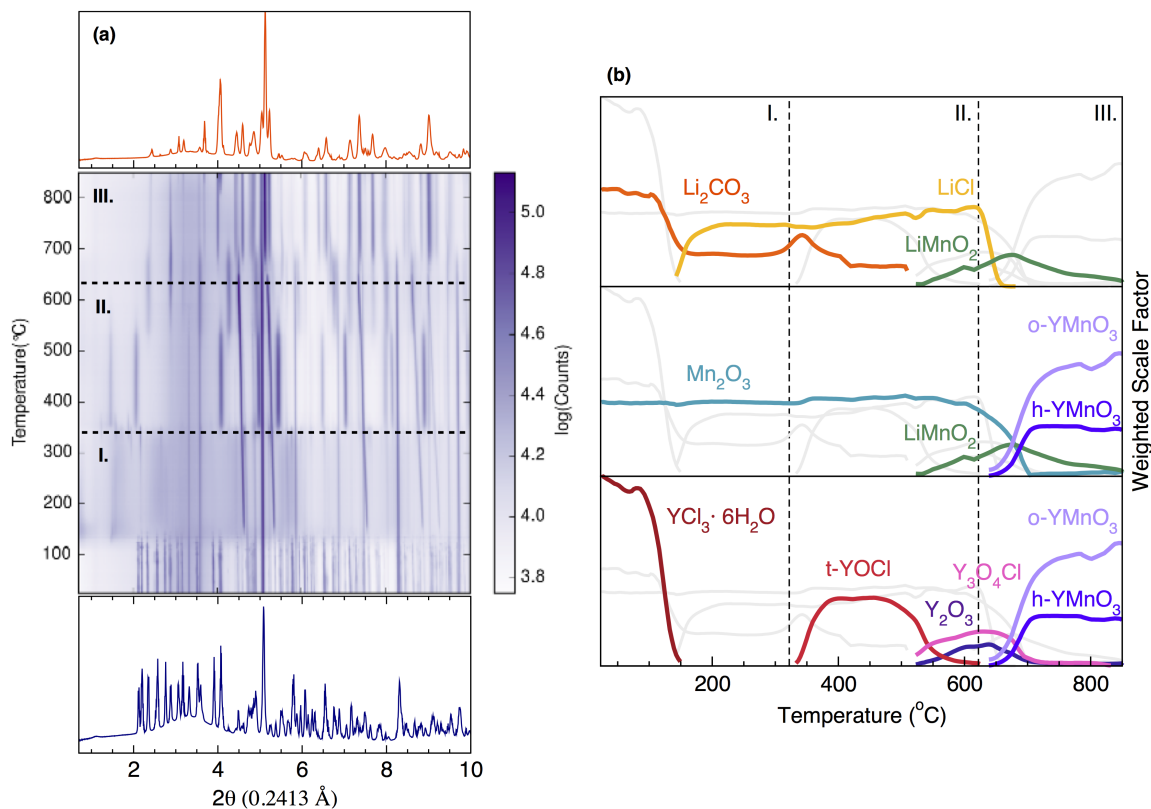 (a)
800
700
600
500
400
300
200
100
Temperature(°C)
III.
II.
I.
5.0
4.8
4.6
4.4
4.2
4.0
3.8
log(Counts)
2 4 6 8 10
2θ (0.2413 Å)
(b)
I. II. III.
Li2CO3
LiCl
LiMnO2
Mn2O3
LiMnO2
o-YMnO3
h-YMnO3
YCl3· 6H2O
t-YOCl
Y3O4Cl
Y2O3
o-YMnO3
h-YMnO3
200 400 600 800
Temperature (oC)
Weighted Scale Factor